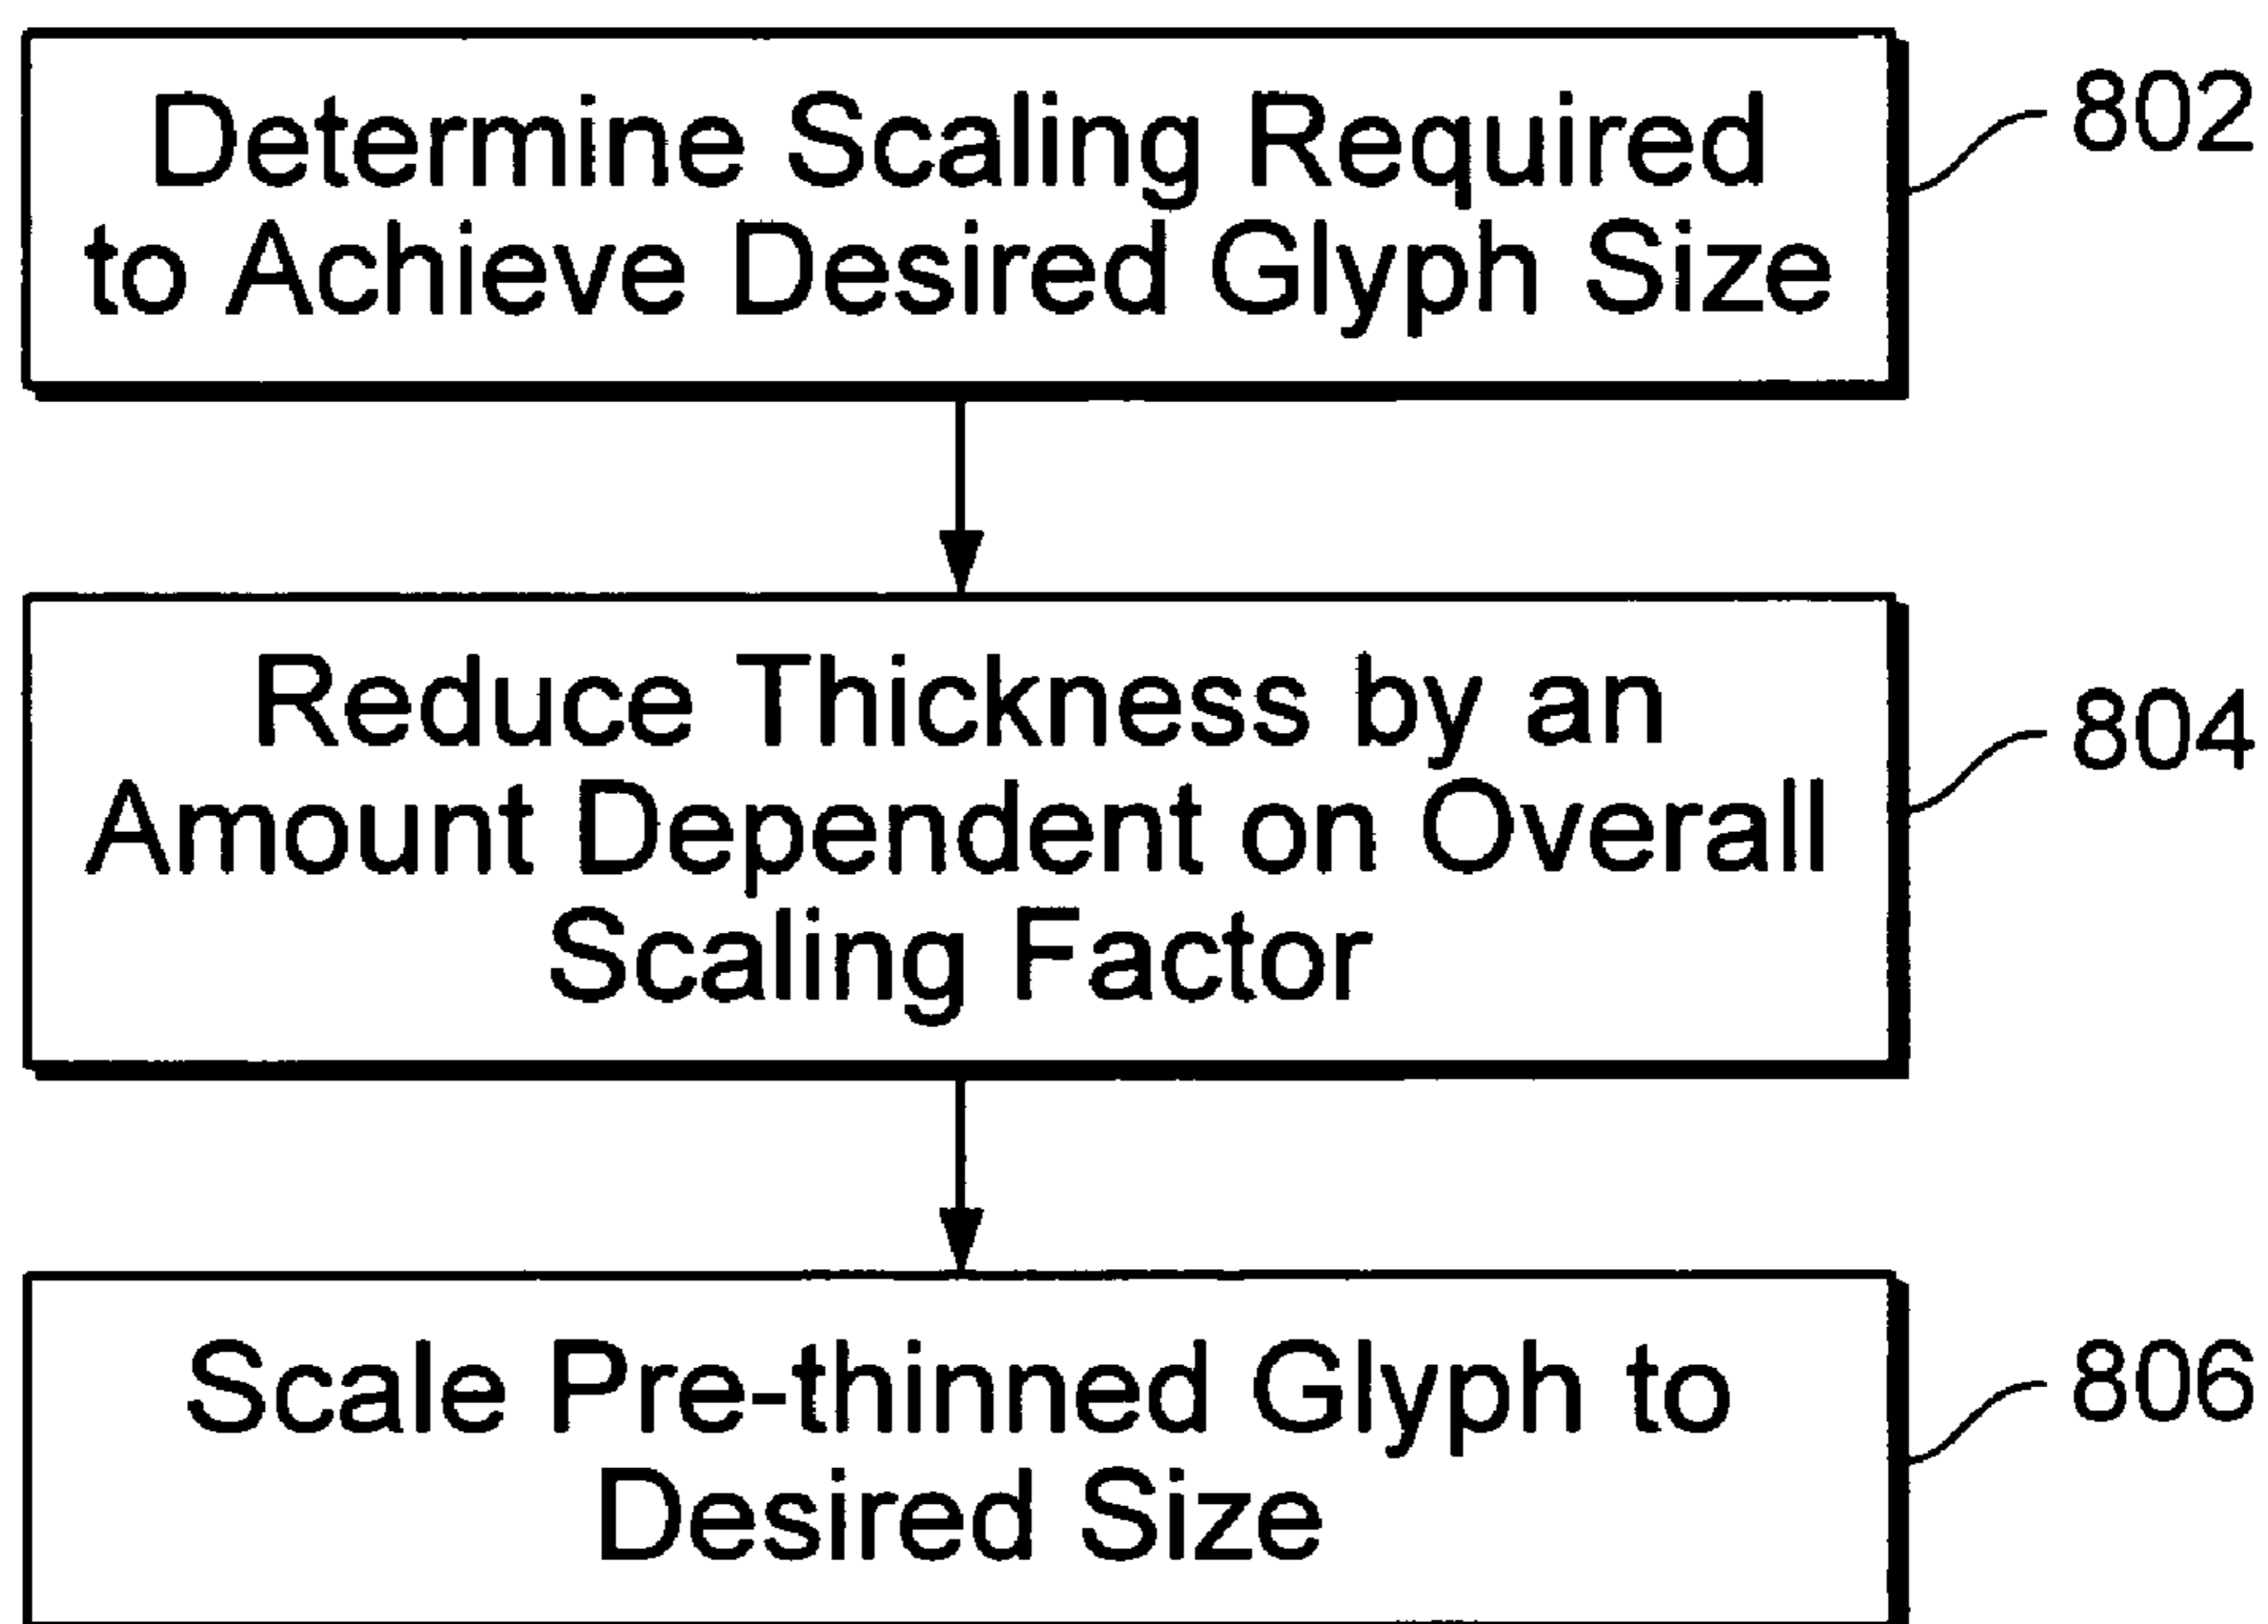 Determine Scaling Required
to Achieve Desired Glyph Size
802
Reduce Thickness by an
Amount Dependent on Overall
Scaling Factor
804
Scale Pre-thinned Glyph to
Desired Size
806